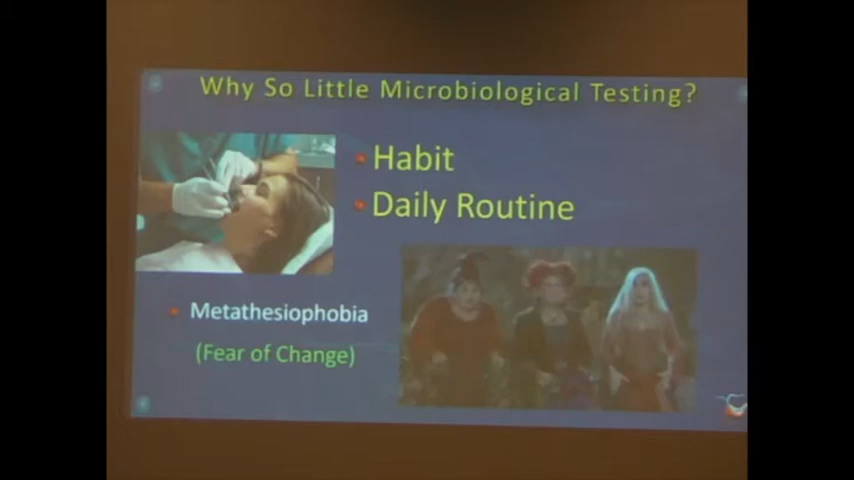 Why So Little Microbiological Testing?
Habit
Daily Routine
Metathesiophobia
(Fear of Change)